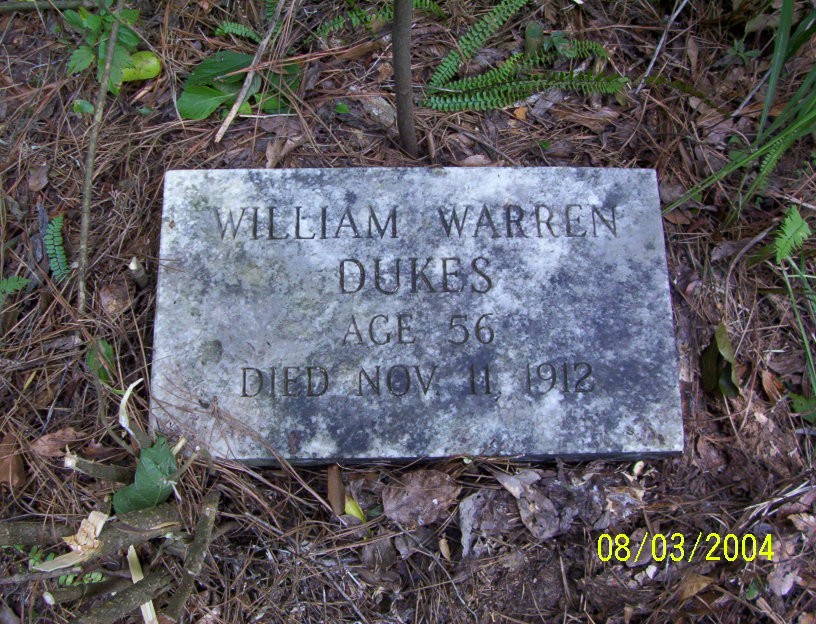 WILLIAM WARREN
DUKES
AGE 56
DIED NOV. 11, 1912
08/03/2004